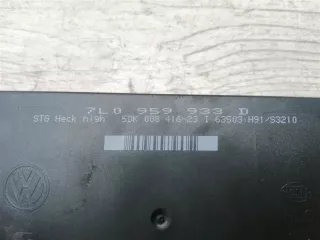 7L0 959 933 D
STG Heck high 5DK 008 416-23 I 63503-H91/S3210